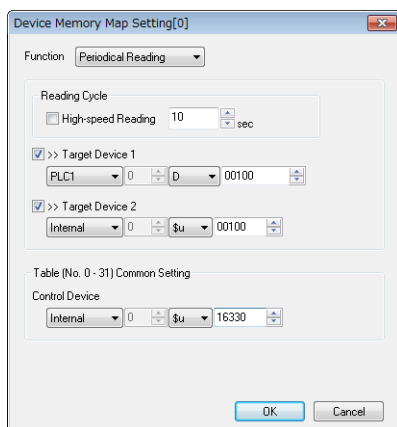 Device Memory Map Setting[0]
Function Periodical Reading
Reading Cycle
High-speed Reading 10 sec
>> Target Device 1
PLC1 0 D 00100
>> Target Device 2
Internal 0 $u 00100
Table (No. 0 - 31) Common Setting
Control Device
Internal 0 $u 16330
OK Cancel